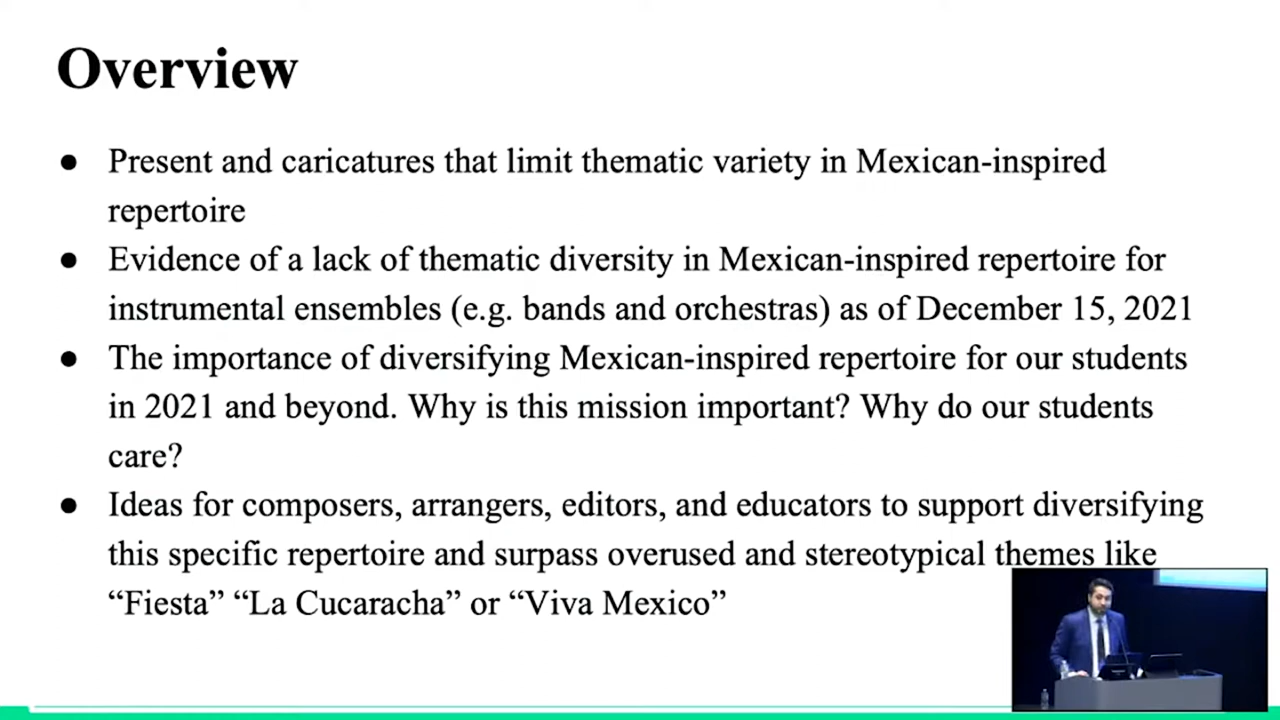 Overview
● Present and caricatures that limit thematic variety in Mexican-inspired
repertoire
● Evidence of a lack of thematic diversity in Mexican-inspired repertoire for
instrumental ensembles (e.g. bands and orchestras) as of December 15, 2021
● The importance of diversifying Mexican-inspired repertoire for our students
in 2021 and beyond. Why is this mission important? Why do our students
care?
● Ideas for composers, arrangers, editors, and educators to support diversifying
this specific repertoire and surpass overused and stereotypical themes like
“Fiesta” “La Cucaracha” or “Viva Mexico”